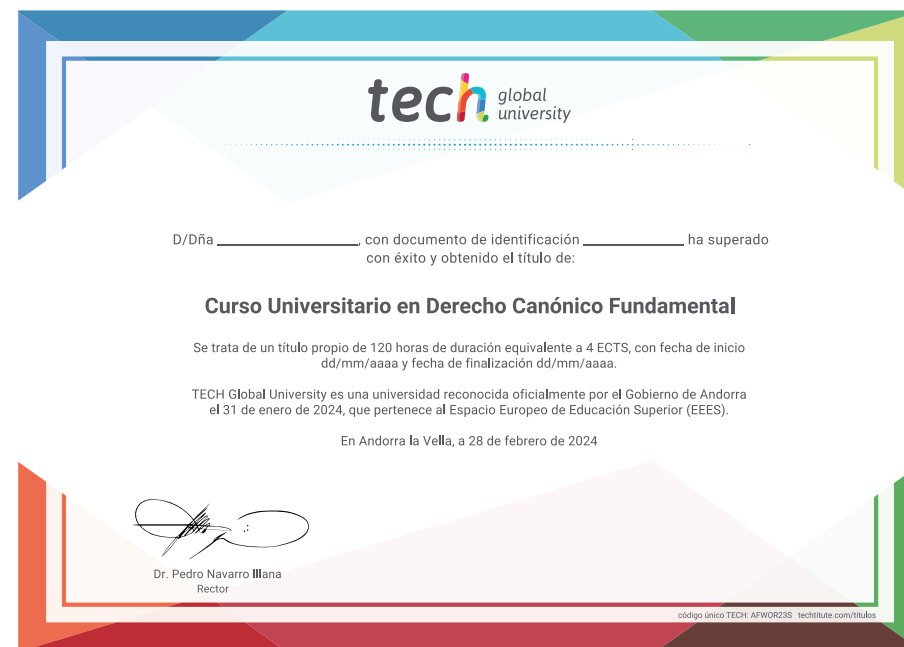 tech global
university
D/Dña ____________________, con documento de identificación ______________ ha superado
con éxito y obtenido el título de:
Curso Universitario en Derecho Canónico Fundamental
Se trata de un título propio de 120 horas de duración equivalente a 4 ECTS, con fecha de inicio
dd/mm/aaaa y fecha de finalización dd/mm/aaaa.
TECH Global University es una universidad reconocida oficialmente por el Gobierno de Andorra
el 31 de enero de 2024, que pertenece al Espacio Europeo de Educación Superior (EEES).
En Andorra la Vella, a 28 de febrero de 2024
Dr. Pedro Navarro Illana
Rector
código único TECH: AFWOR23S techtitute.com/titulos